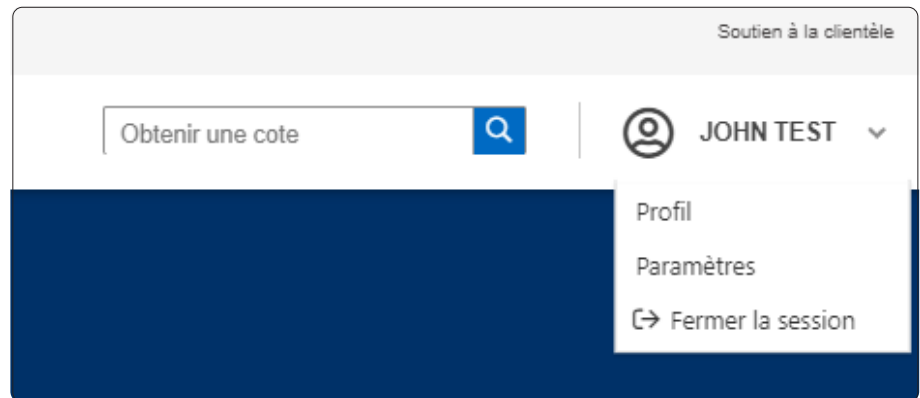 Soutien à la clientèle
Obtenir une cote
JOHN TEST
Profil
Paramètres
Fermer la session